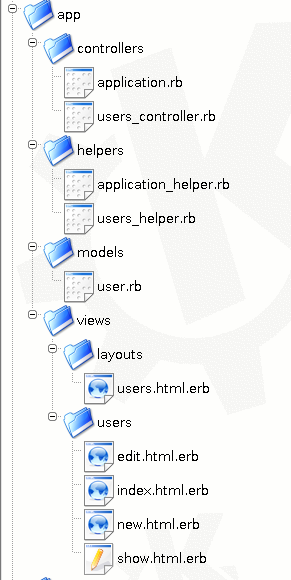 app
controllers
application.rb
users_controller.rb
helpers
application_helper.rb
users_helper.rb
models
user.rb
views
layouts
users.html.erb
users
edit.html.erb
index.html.erb
new.html.erb
show.html.erb